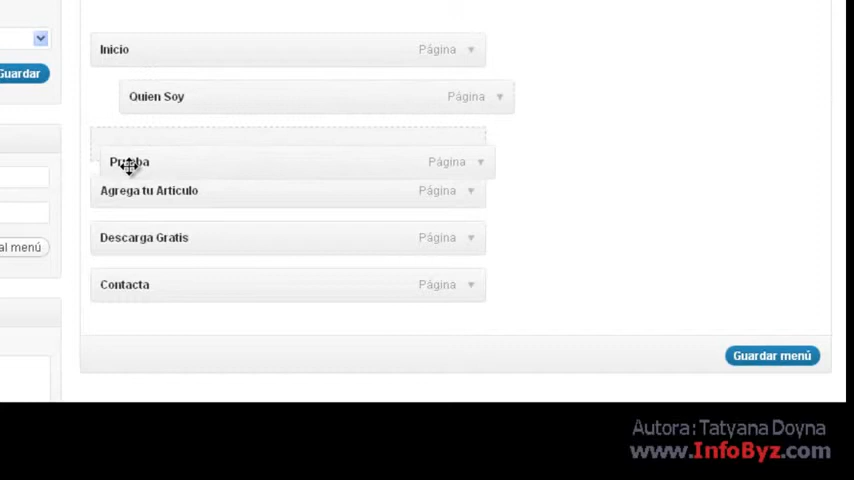 Inicio Página
Guardar
Quien Soy Página
Prueba Página
Agrega tu Articulo Página
Descarga Gratis Página
al menú
Contacta Página
Guardar menú
Autora : Tatyana Doyna
www.InfoByz.com